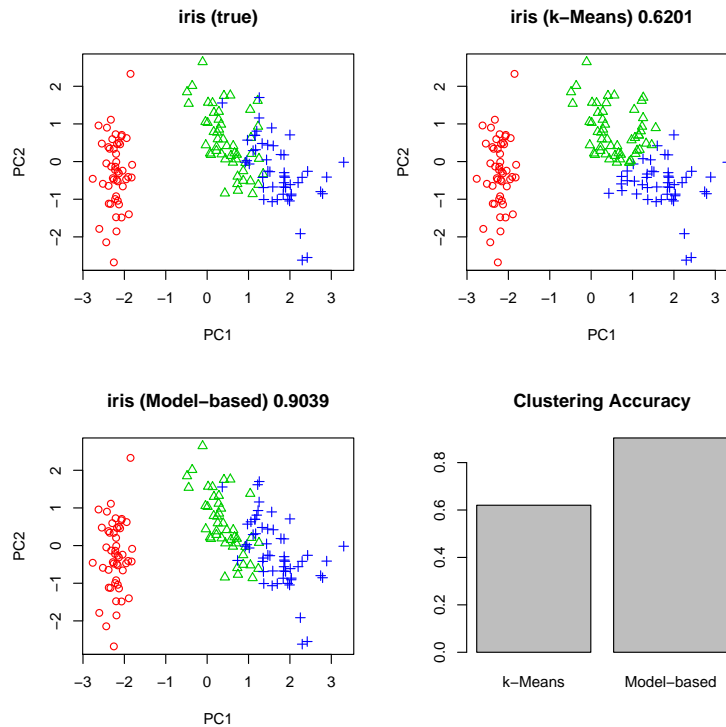 iris (true)
PC2
2
1
0
−1
−2
−3 −2 −1 0 1 2 3
PC1
iris (k−Means) 0.6201
PC2
2
1
0
−1
−2
−3 −2 −1 0 1 2 3
PC1
iris (Model−based) 0.9039
PC2
2
1
0
−1
−2
−3 −2 −1 0 1 2 3
PC1
Clustering Accuracy
0.8
0.6
0.4
0.2
0.0
k−Means Model−based